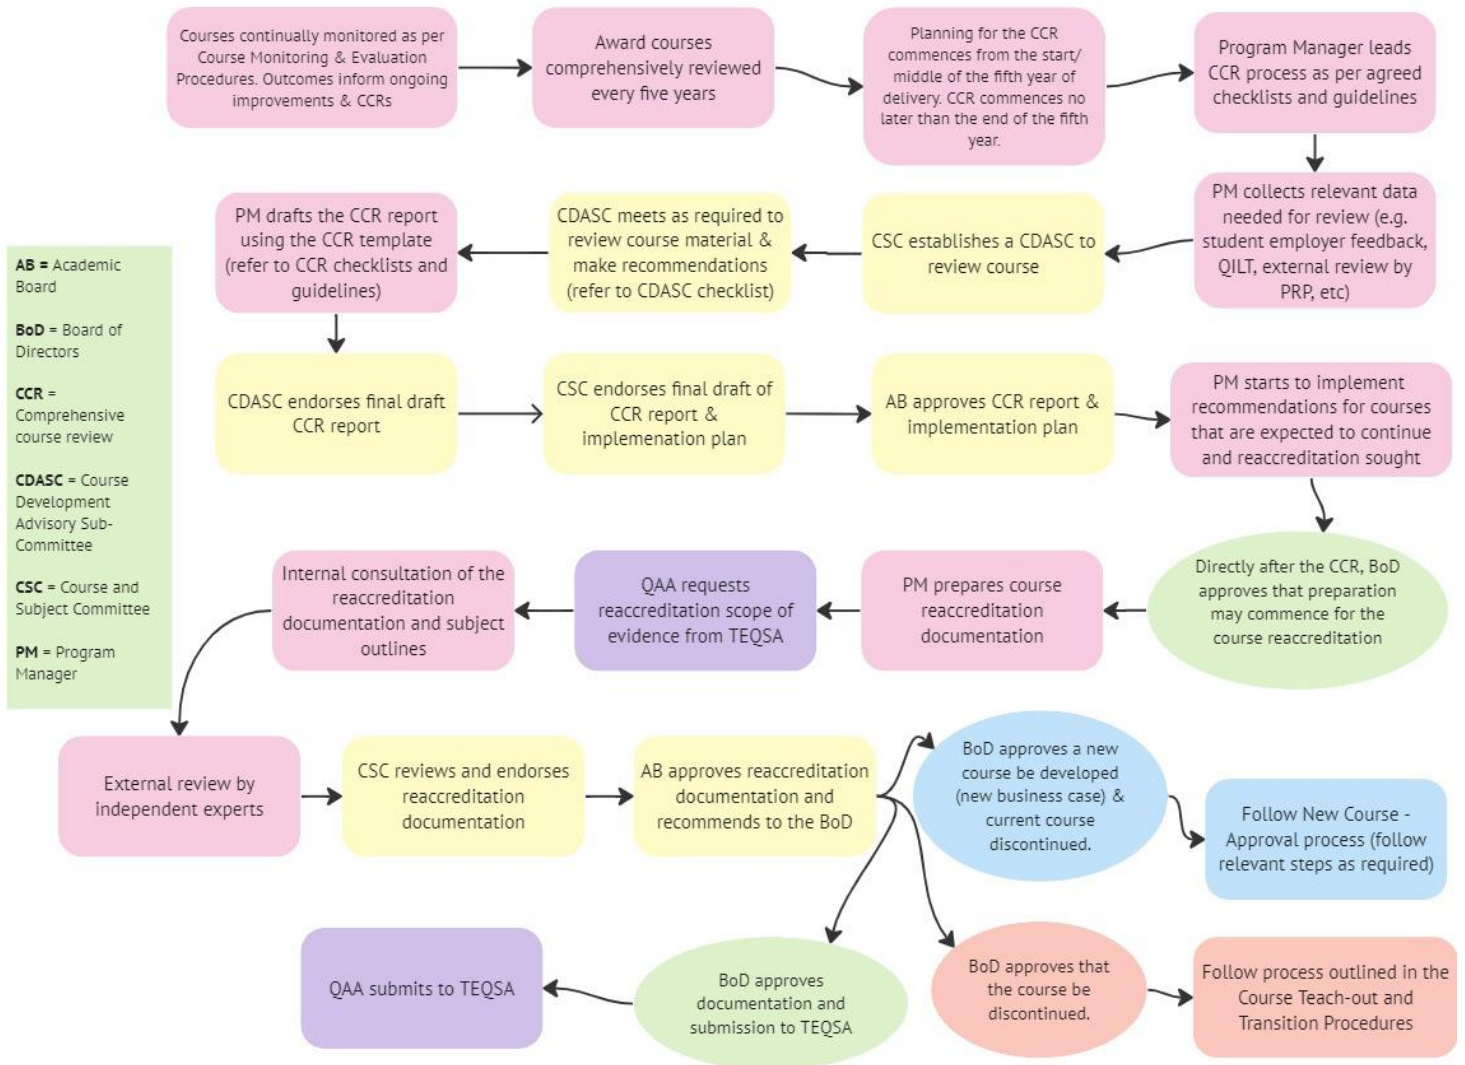 Courses continually monitored as per
Course Monitoring & Evaluation
Procedures. Outcomes inform ongoing
improvements & CCRs
Award courses
comprehensively reviewed
every five years
Planning for the CCR
commences from the start/
middle of the fifth year of
delivery. CCR commences no
later than the end of the fifth
year.
Program Manager leads
CCR process as per agreed
checklists and guidelines
PM collects relevant data
needed for review (e.g.
student employer feedback,
QILT, external review by
PRP, etc)
CSC establishes a CDASC to
review course
CDASC meets as required to
review course material &
make recommendations
(refer to CDASC checklist)
PM drafts the CCR report
using the CCR template
(refer to CCR checklists and
guidelines)
AB = Academic
Board
BoD = Board of
Directors
CCR =
Comprehensive
course review
CDASC = Course
Development
Advisory Sub-
Committee
CSC = Course and
Subject Committee
PM = Program
Manager
CDASC endorses final draft
CCR report
CSC endorses final draft of
CCR report &
implemenation plan
AB approves CCR report &
implementation plan
PM starts to implement
recommendations for courses
that are expected to continue
and reaccreditation sought
Directly after the CCR, BoD
approves that preparation
may commence for the
course reaccreditation
PM prepares course
reaccreditation
documentation
QAA requests
reaccreditation scope of
evidence from TEQSA
Internal consultation of the
reaccreditation
documentation and subject
outlines
External review by
independent experts
CSC reviews and endorses
reaccreditation
documentation
AB approves reaccreditation
documentation and
recommends to the BoD
BoD approves a new
course be developed
(new business case) &
current course
discontinued.
Follow New Course -
Approval process (follow
relevant steps as required)
BoD approves that
the course be
discontinued.
Follow process outlined in the
Course Teach-out and
Transition Procedures
BoD approves
documentation and
submission to TEQSA
QAA submits to TEQSA